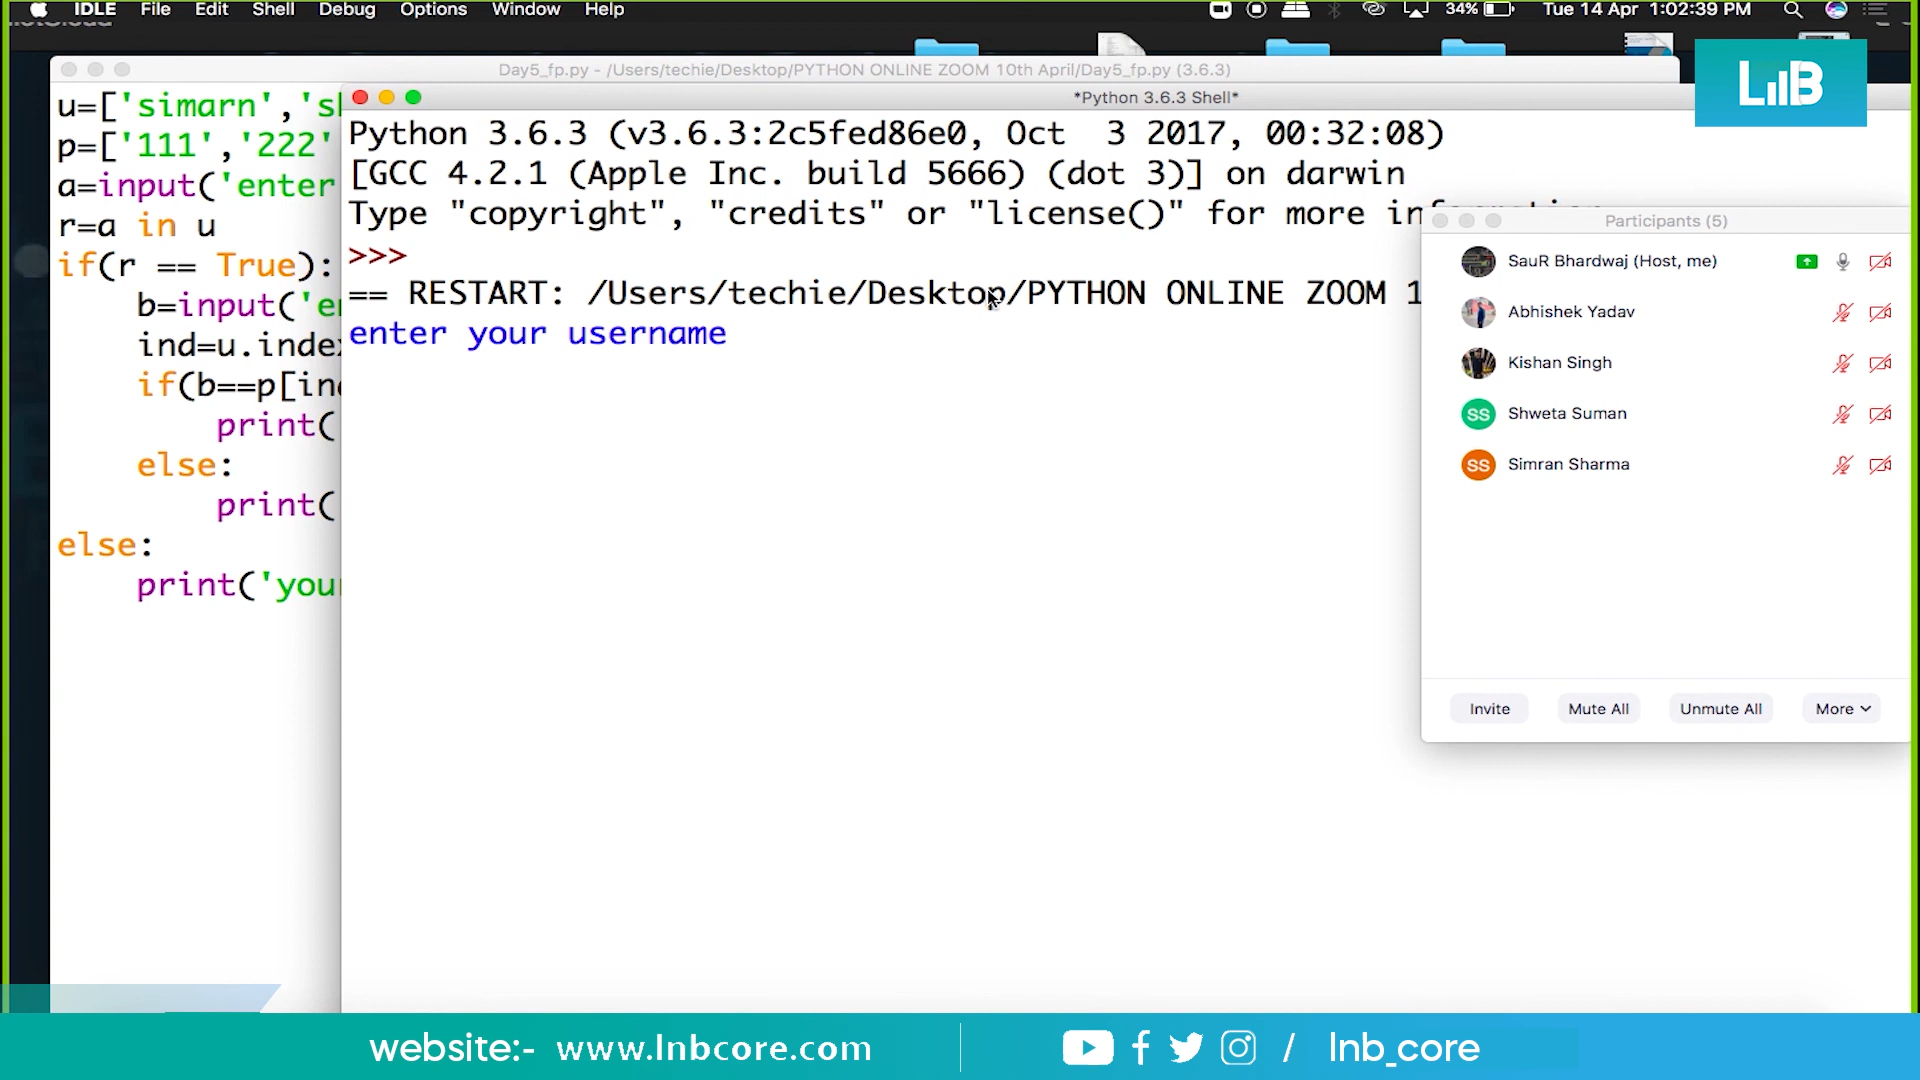 IDLE File Edit Shell Debug Options Window Help
34% Tue 14 Apr 1:02:39 PM
LnB
Day5_fp.py - /Users/techie/Desktop/PYTHON ONLINE ZOOM 10th April/Day5_fp.py (3.6.3)
u=['simarn','s
p=['111','222'
a=input('enter
r=a in u
if(r == True):
b=input('e
ind=u.inde
if(b==p[in
print(
else:
print(
else:
print('you
*Python 3.6.3 Shell*
Python 3.6.3 (v3.6.3:2c5fed86e0, Oct 3 2017, 00:32:08)
[GCC 4.2.1 (Apple Inc. build 5666) (dot 3)] on darwin
Type "copyright", "credits" or "license()" for more information
>>>
== RESTART: /Users/techie/Desktop/PYTHON ONLINE ZOOM 1
enter your username
Participants (5)
SauR Bhardwaj (Host, me)
Abhishek Yadav
Kishan Singh
SS Shweta Suman
SS Simran Sharma
Invite Mute All Unmute All More
website:- www.lnbcore.com / lnb_core